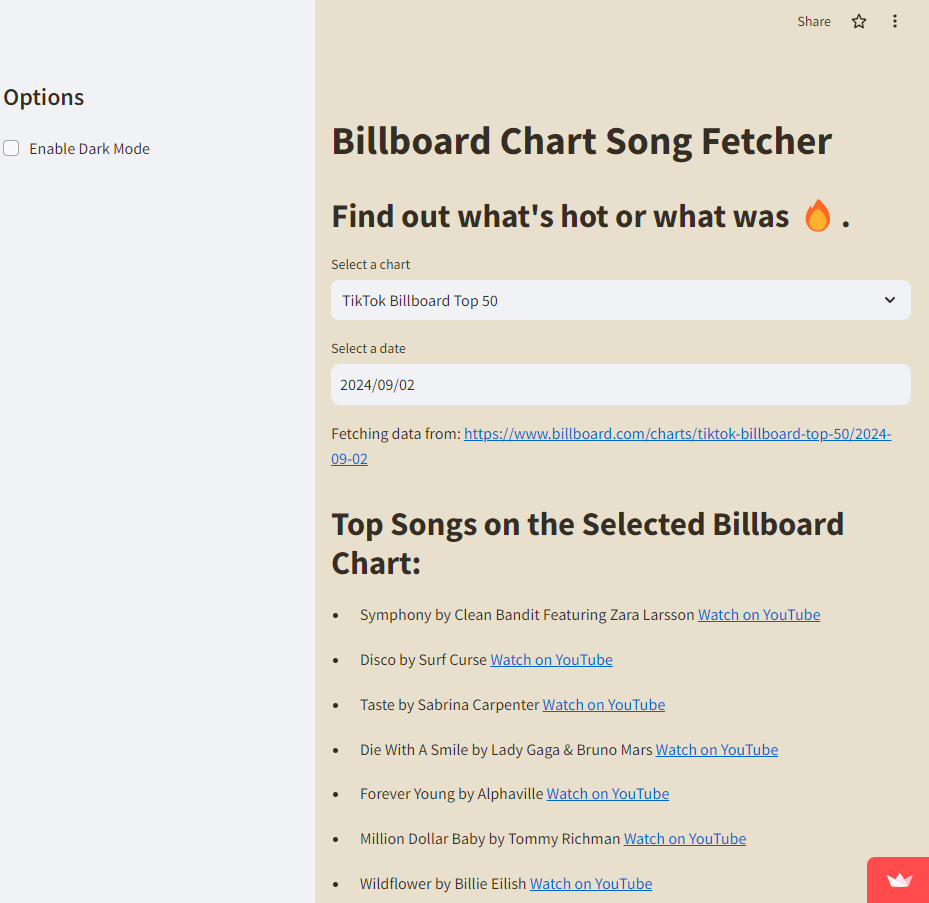 Share
Options
Enable Dark Mode
Billboard Chart Song Fetcher
Find out what's hot or what was 🔥 .
Select a chart
TikTok Billboard Top 50
Select a date
2024/09/02
Fetching data from: https://www.billboard.com/charts/tiktok-billboard-top-50/2024-
09-02
Top Songs on the Selected Billboard
Chart:
• Symphony by Clean Bandit Featuring Zara Larsson Watch on YouTube
• Disco by Surf Curse Watch on YouTube
• Taste by Sabrina Carpenter Watch on YouTube
• Die With A Smile by Lady Gaga & Bruno Mars Watch on YouTube
• Forever Young by Alphaville Watch on YouTube
• Million Dollar Baby by Tommy Richman Watch on YouTube
• Wildflower by Billie Eilish Watch on YouTube